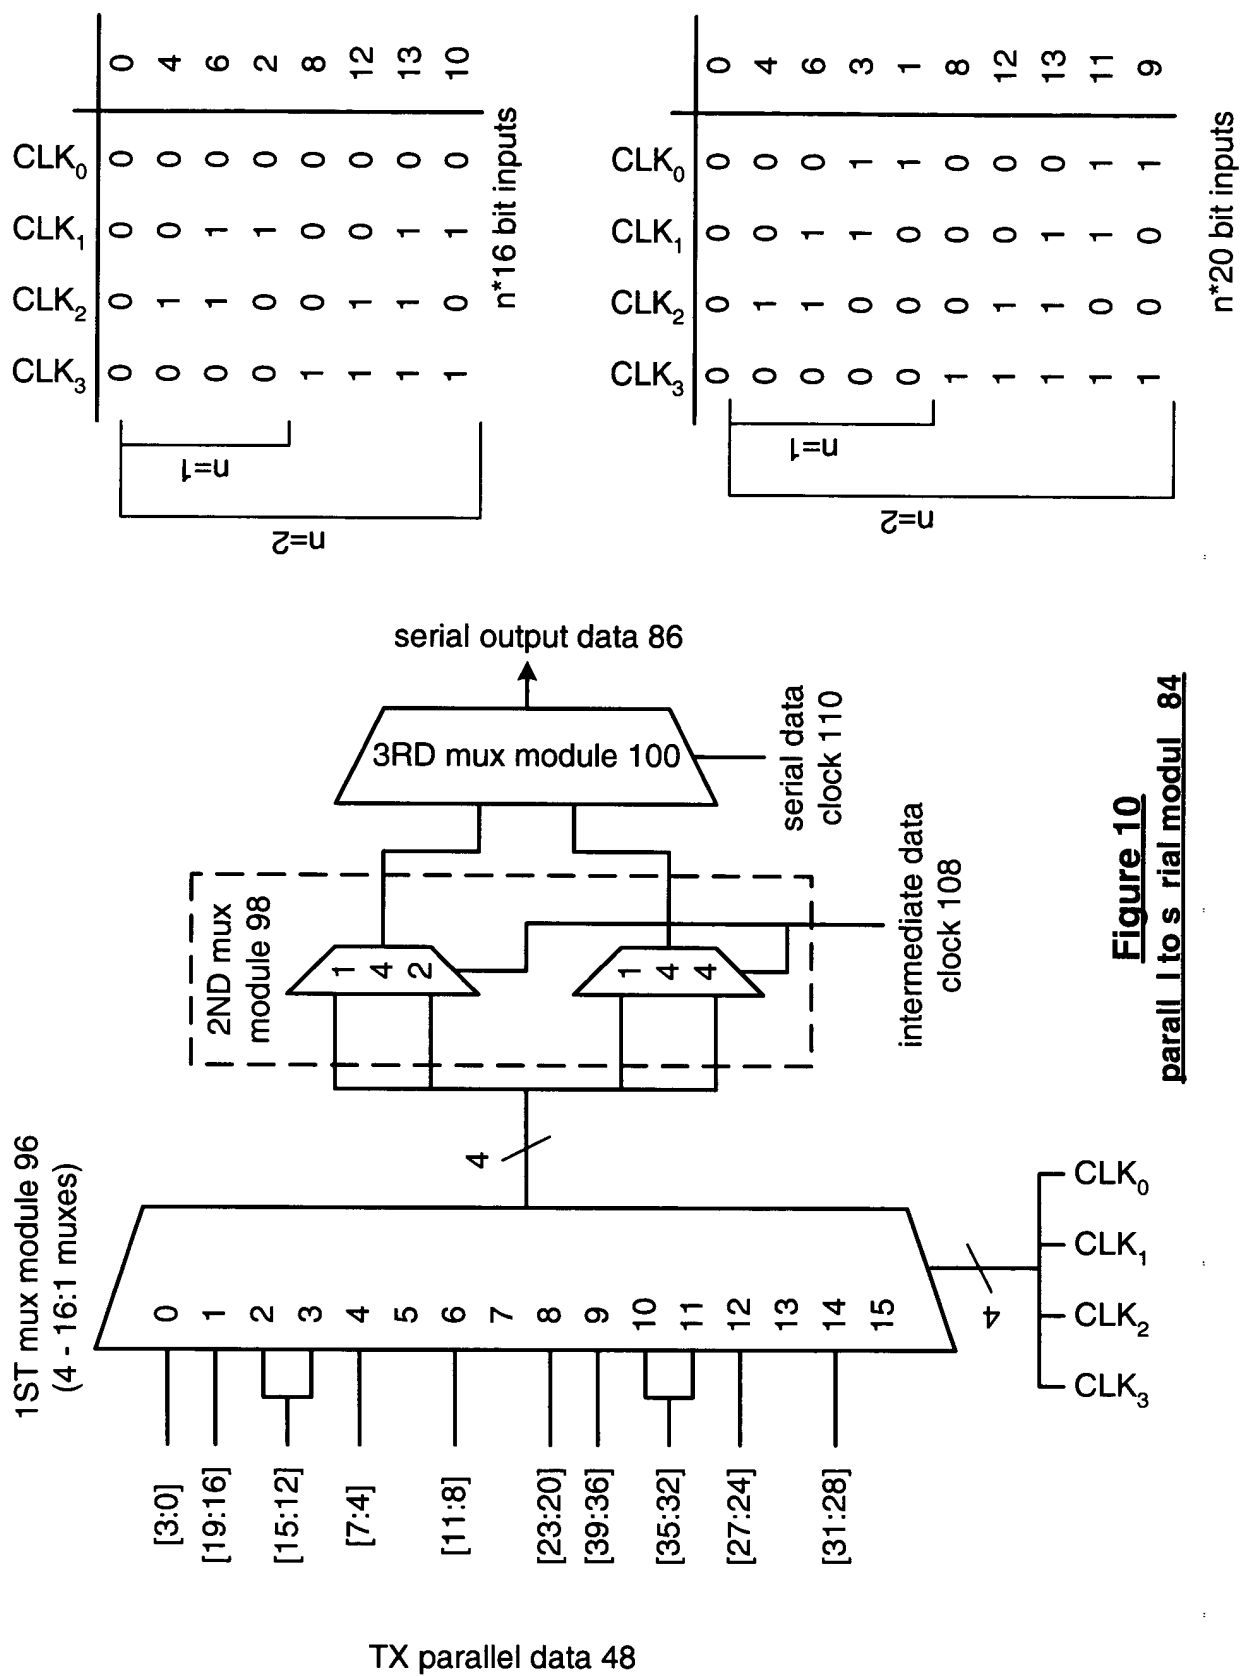 TX parallel data 48
1ST mux module 96
(4 - 16:1 muxes)
[3:0]
[19:16]
[15:12]
[7:4]
[11:8]
[23:20]
[39:36]
[35:32]
[27:24]
[31:28]
0
1
2
3
4
5
6
7
8
9
10
11
12
13
14
15
4
4
CLK3
CLK2
CLK1
CLK0
2ND mux
module 98
1
4
2
1
4
4
intermediate data
clock 108
3RD mux module 100
serial data
clock 110
serial output data 86
CLK3 CLK2 CLK1 CLK0
0 0 0 0 0
0 1 0 0 4
0 1 1 0 6
0 0 1 0 2
1 0 0 0 8
1 1 0 0 12
1 1 1 0 13
1 0 1 0 10
n=1
n=2
n*16 bit inputs
CLK3 CLK2 CLK1 CLK0
0 0 0 0 0
0 1 0 0 4
0 1 1 0 6
0 0 1 1 3
0 0 0 1 1
1 0 0 0 8
1 1 0 0 12
1 1 1 0 13
1 0 1 1 11
1 0 0 1 9
n=1
n=2
n*20 bit inputs
Figure 10
parall l to s rial modul 84